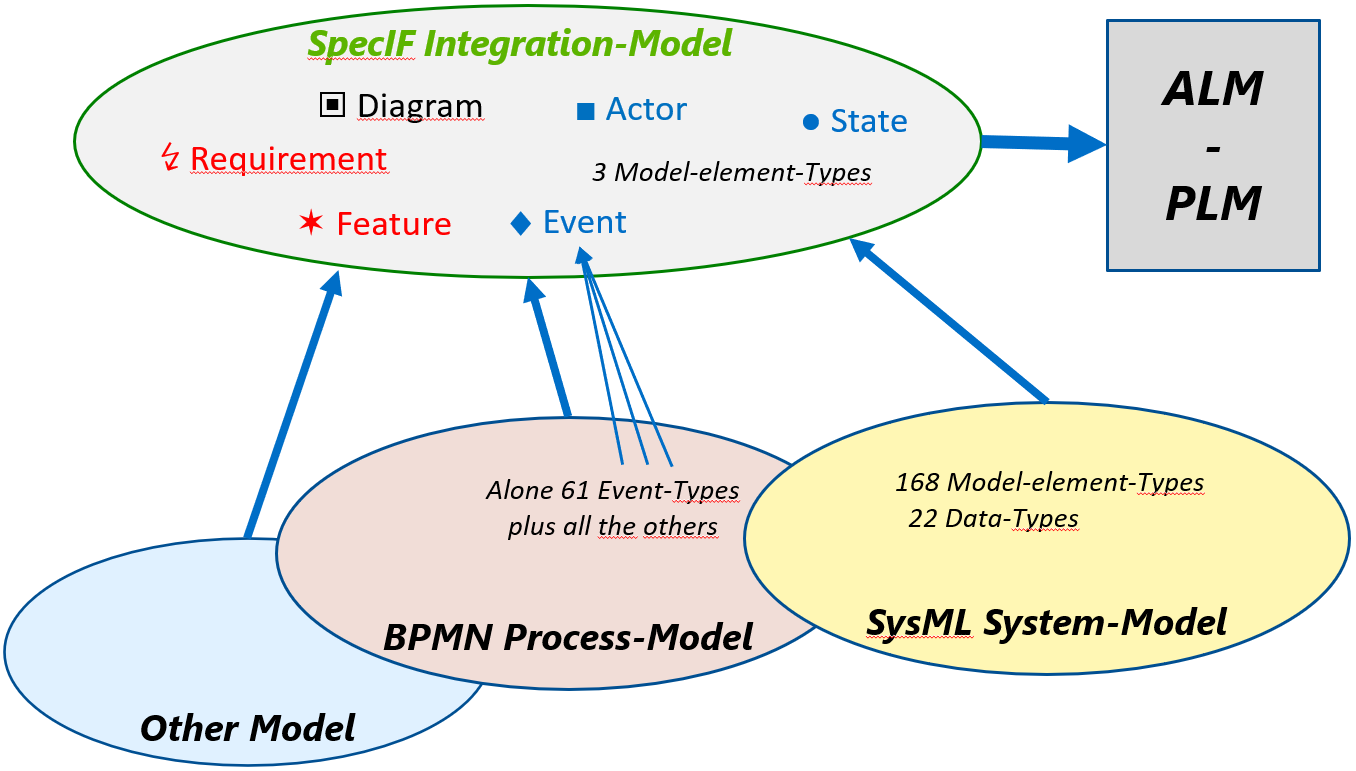 SpecIF Integration-Model
Diagram
Actor
State
Requirement
3 Model-element-Types
Feature
Event
ALM
-
PLM
Alone 61 Event-Types
plus all the others
168 Model-element-Types
22 Data-Types
BPMN Process-Model
SysML System-Model
Other Model